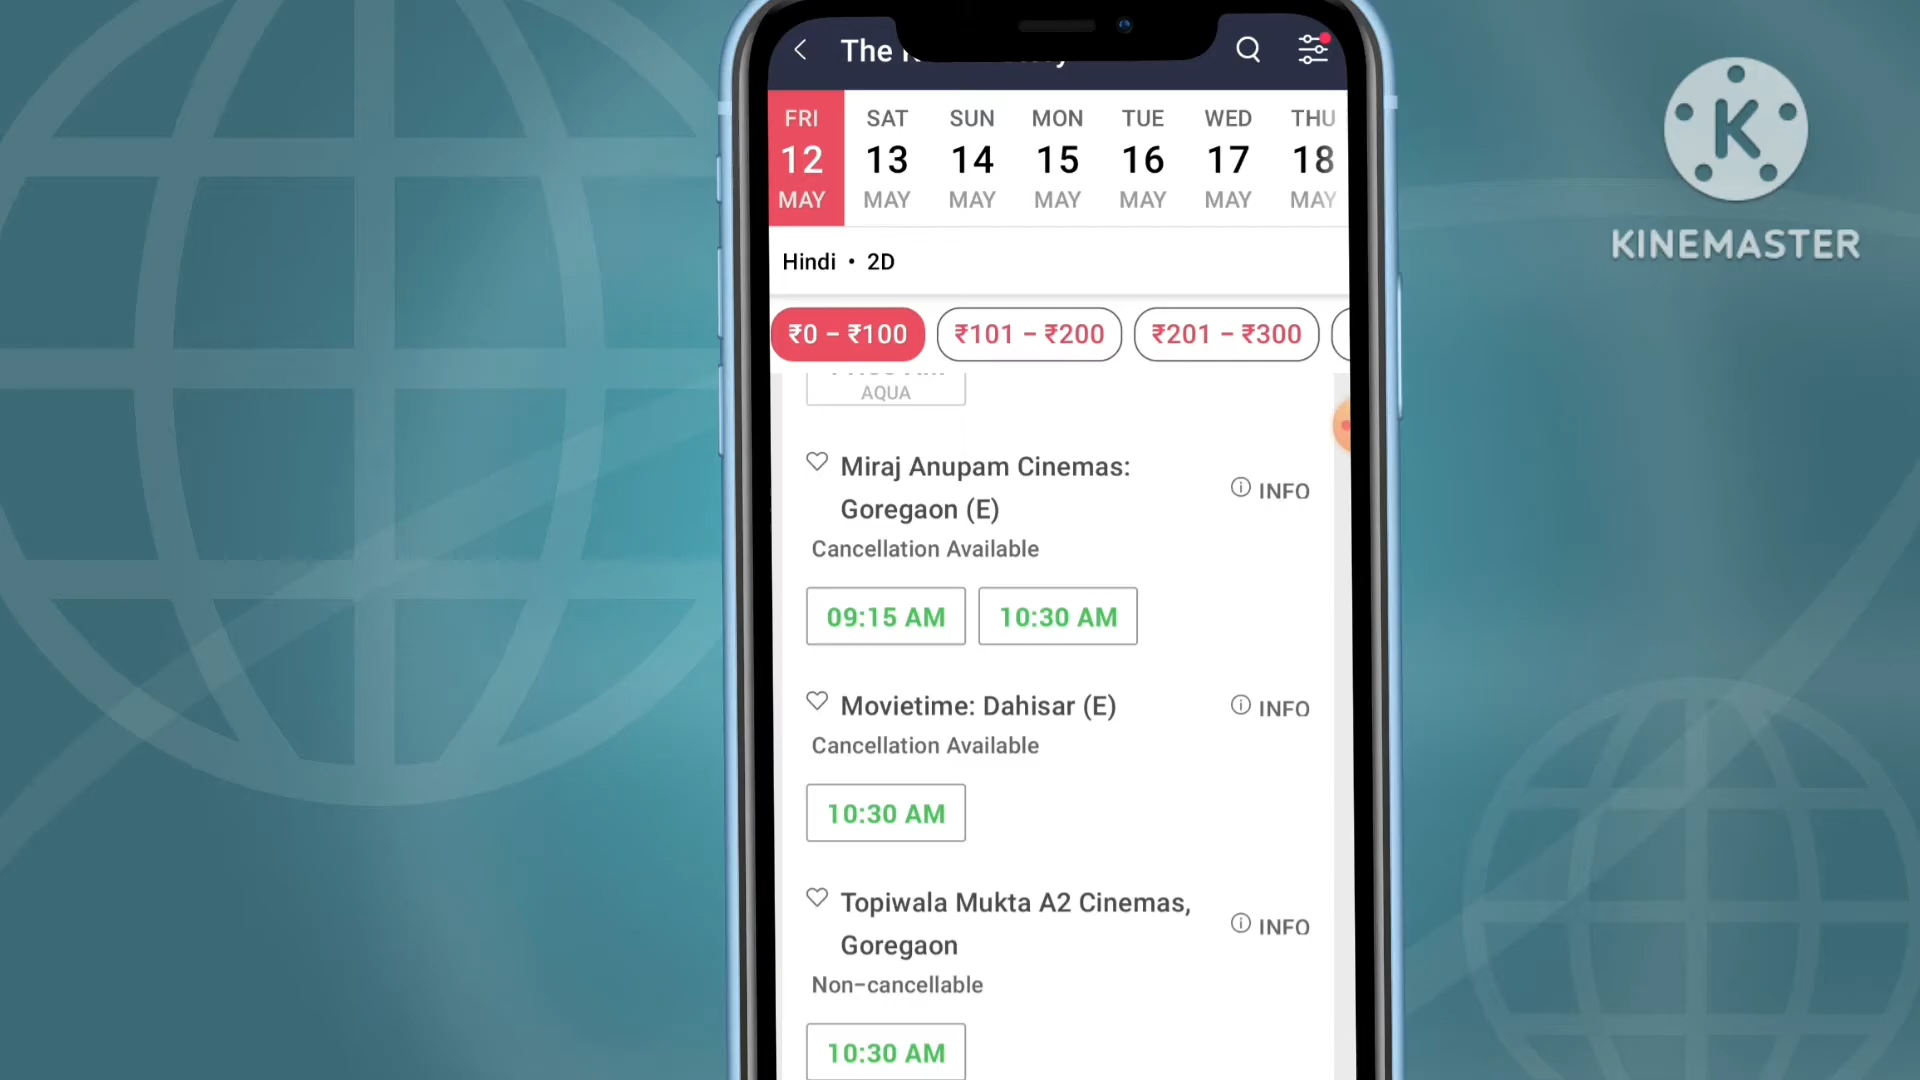 The
FRI SAT SUN MON TUE WED THU
12 13 14 15 16 17 18
MAY MAY MAY MAY MAY MAY MAY
Hindi • 2D
₹0 – ₹100 ₹101 – ₹200 ₹201 – ₹300
AQUA
Miraj Anupam Cinemas:
Goregaon (E)
INFO
Cancellation Available
09:15 AM 10:30 AM
Movietime: Dahisar (E)
INFO
Cancellation Available
10:30 AM
Topiwala Mukta A2 Cinemas,
Goregaon
INFO
Non-cancellable
10:30 AM
K
KINEMASTER